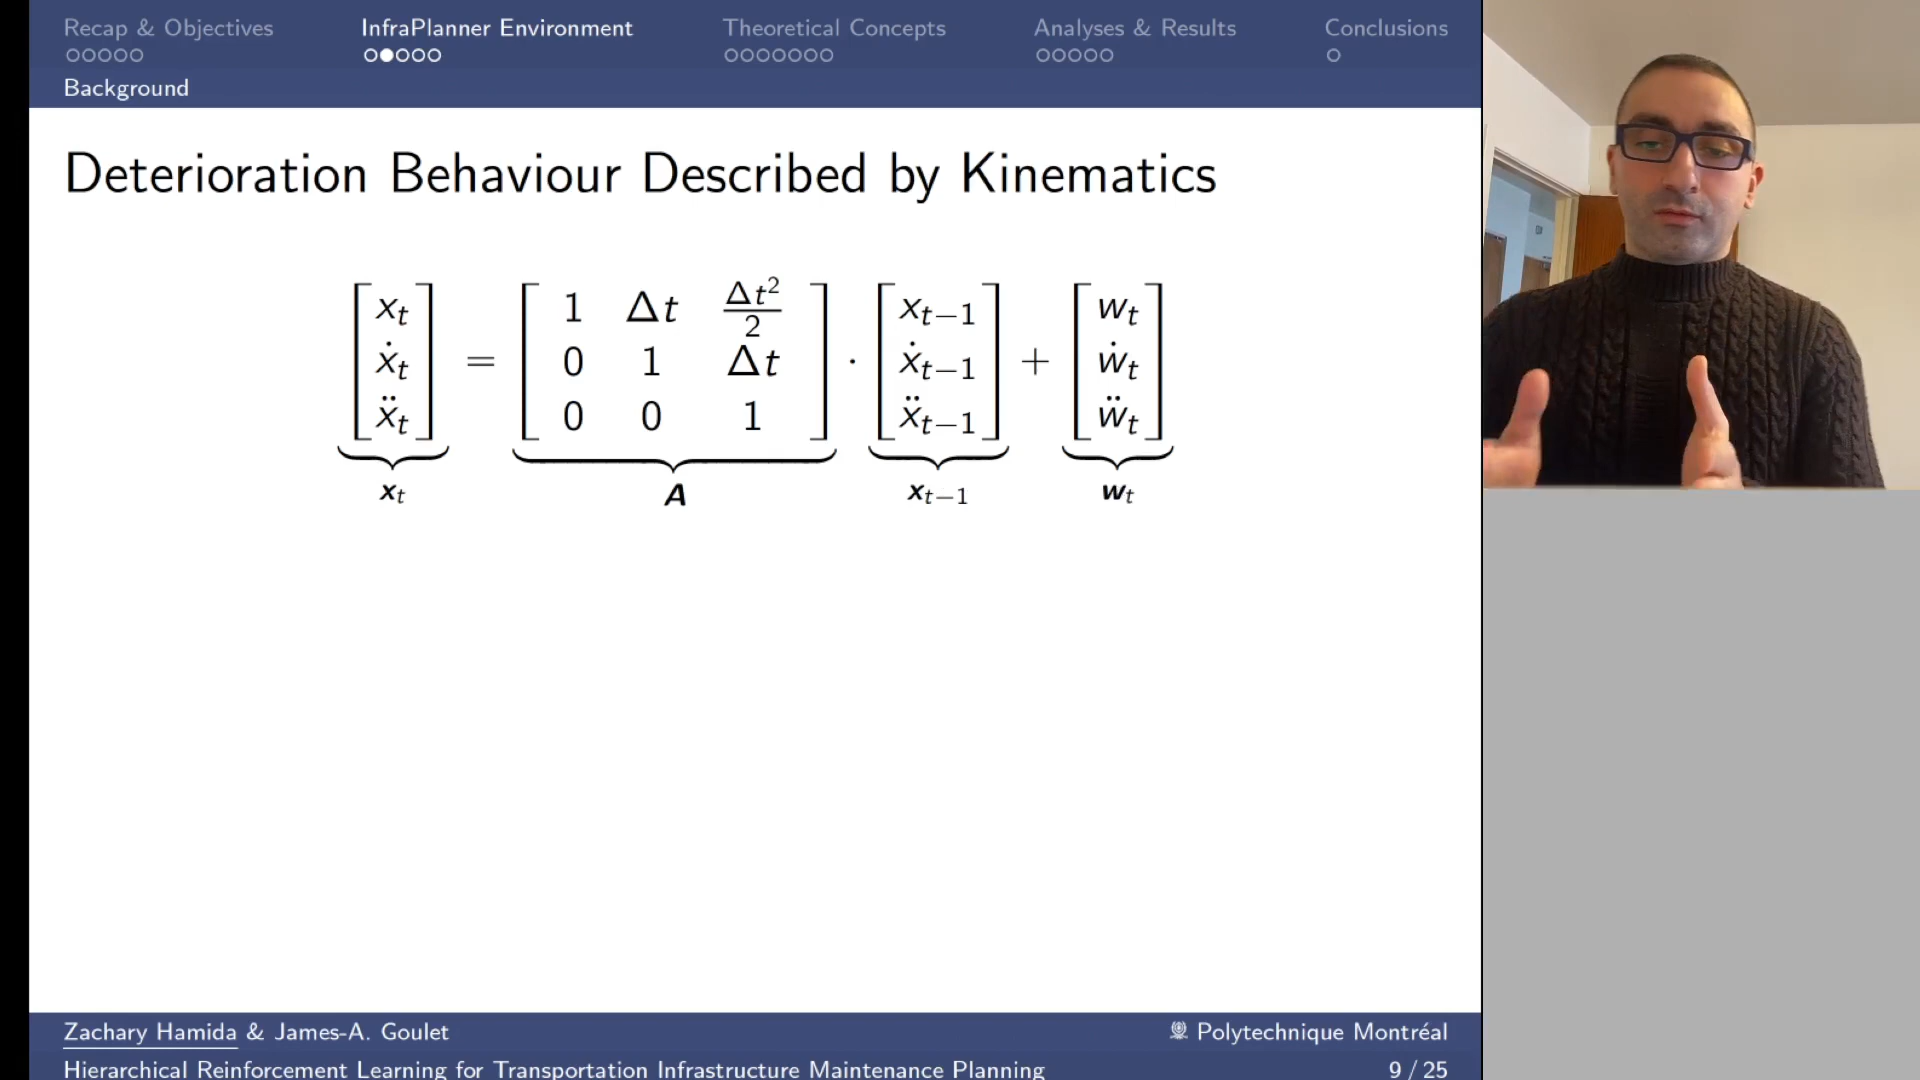 Recap & Objectives InfraPlanner Environment Theoretical Concepts Analyses & Results Conclusions
Background
Deterioration Behaviour Described by Kinematics
[x_t; ẋ_t; ẍ_t] = [1 Δt Δt²/2; 0 1 Δt; 0 0 1] · [x_{t−1}; ẋ_{t−1}; ẍ_{t−1}] + [w_t; ẇ_t; ẅ_t]
x_t A x_{t−1} w_t
Zachary Hamida & James-A. Goulet Polytechnique Montréal
Hierarchical Reinforcement Learning for Transportation Infrastructure Maintenance Planning 9 / 25